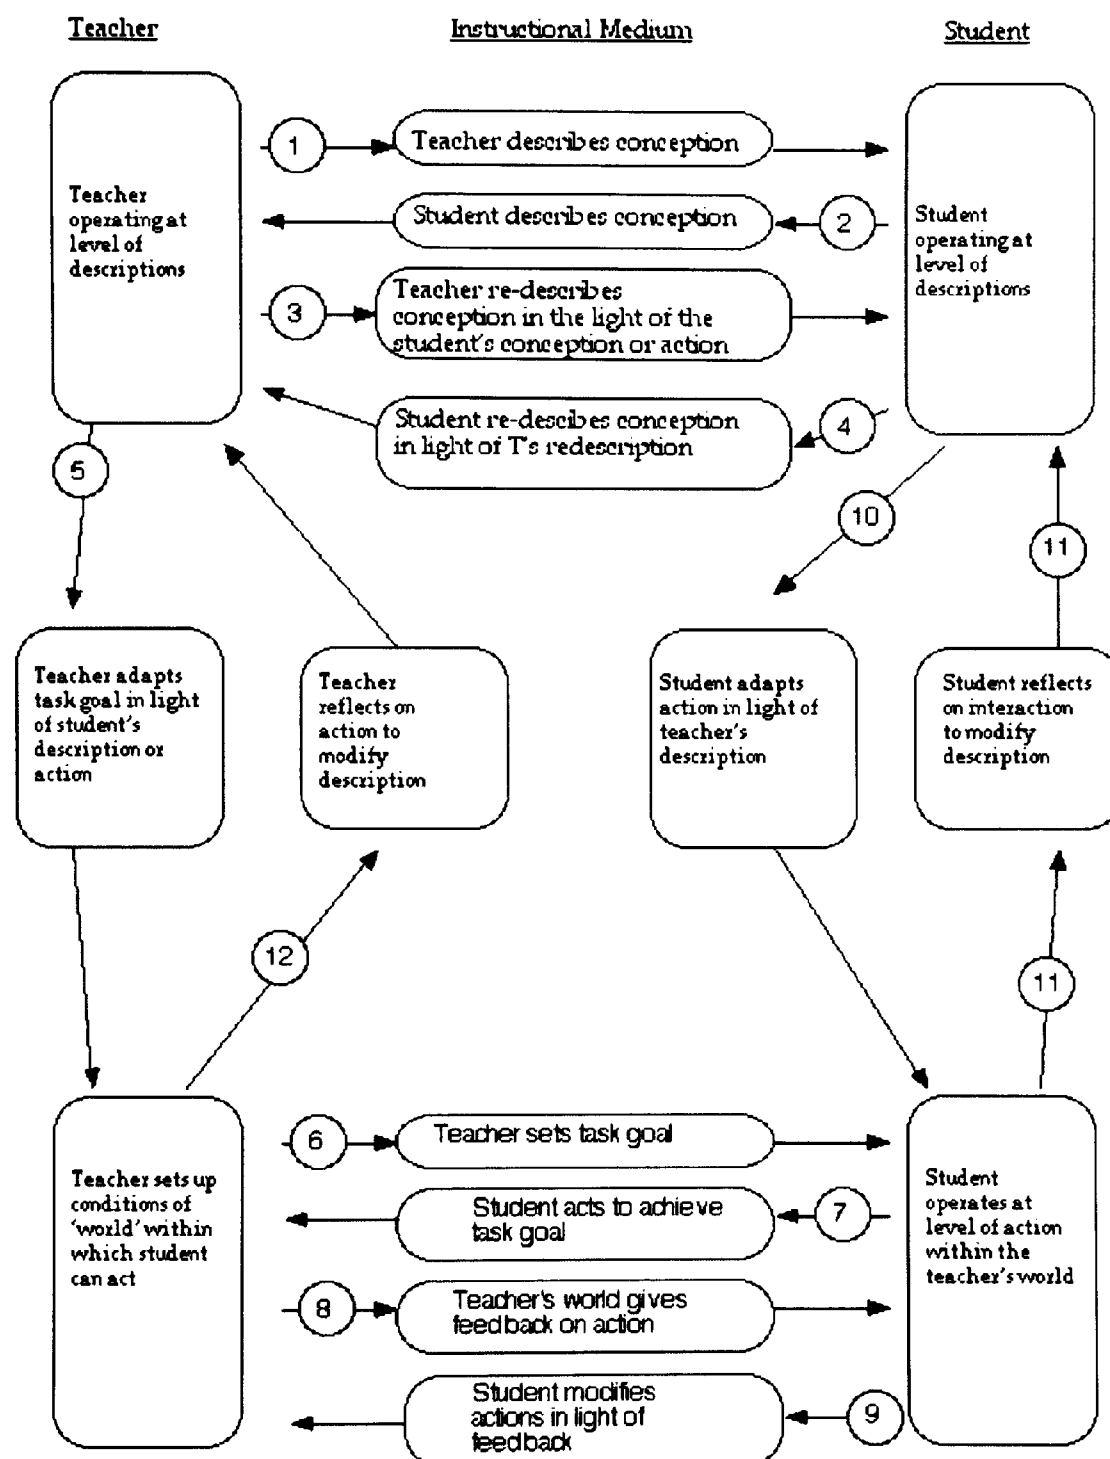 Teacher
Instructional Medium
Student
1
Teacher describes conception
Student describes conception
2
Teacher
operating at
level of
descriptions
Student
operating at
level of
descriptions
3
Teacher re-describes
conception in the light of the
student's conception or action
Student re-describes conception
in light of T's redescription
4
5
10
11
Teacher adapts
task goal in light
of student's
description or
action
Teacher
reflects on
action to
modify
description
Student adapts
action in light of
teacher's
description
Student reflects
on interaction
to modify
description
12
11
6
Teacher sets task goal
Teacher sets up
conditions of
'world' within
which student
can act
Student acts to achieve
task goal
7
Student
operates at
level of action
within the
teacher's world
8
Teacher's world gives
feedback on action
Student modifies
actions in light of
feedback
9